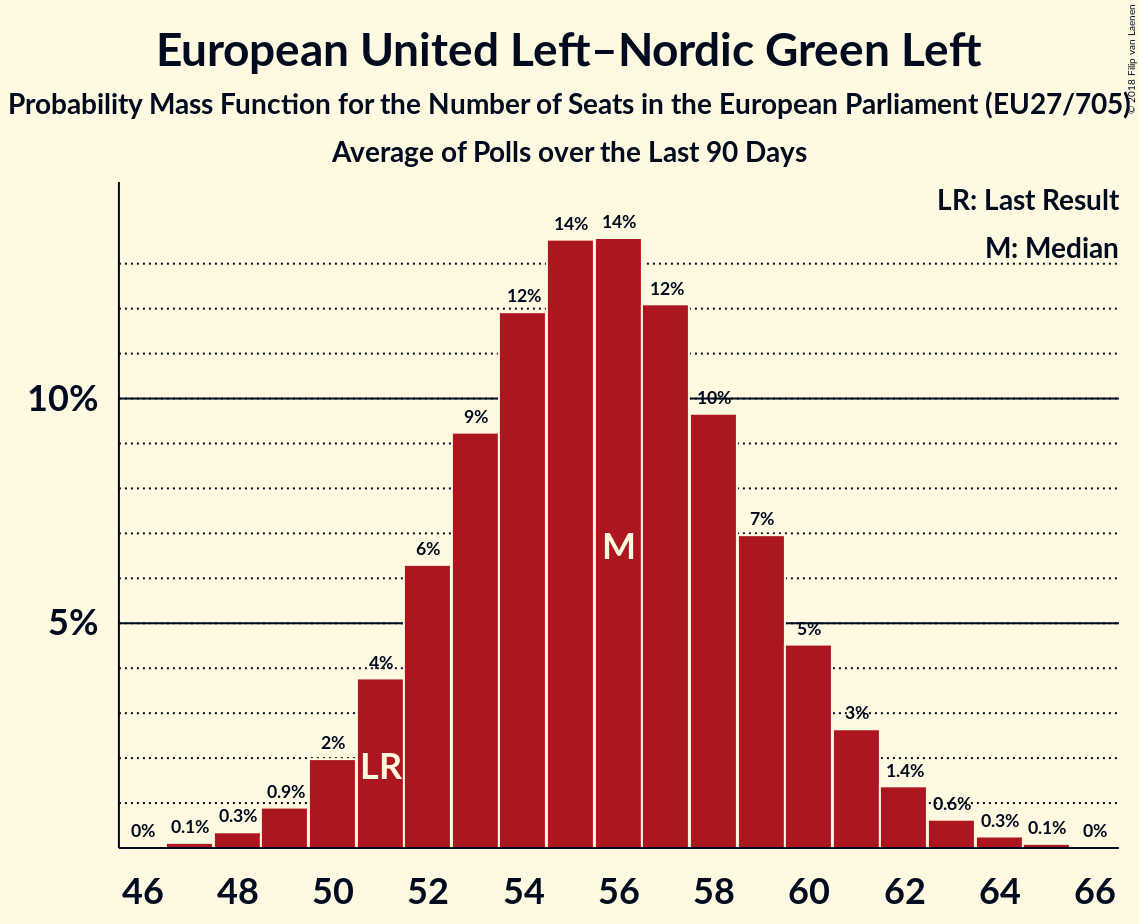 European United Left–Nordic Green Left
Probability Mass Function for the Number of Seats in the European Parliament (EU27/705)
Average of Polls over the Last 90 Days
© 2018 Filip van Laenen
LR: Last Result
M: Median
10%
5%
0%
0.1%
0.3%
0.9%
2%
4%
6%
9%
12%
14%
14%
12%
10%
7%
5%
3%
1.4%
0.6%
0.3%
0.1%
0%
LR
M
46 48 50 52 54 56 58 60 62 64 66